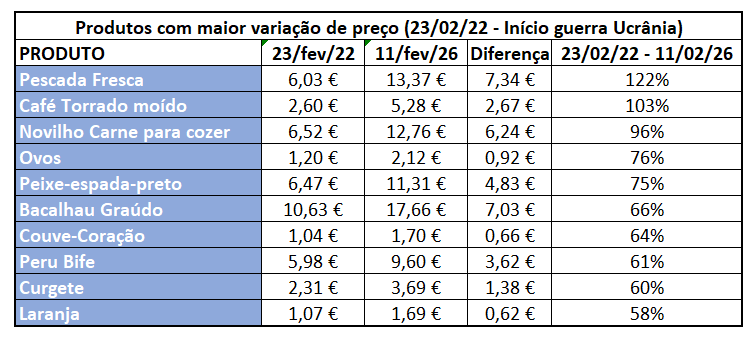 Produtos com maior variação de preço (23/02/22 - Início guerra Ucrânia)
PRODUTO 23/fev/22 11/fev/26 Diferença 23/02/22 - 11/02/26
Pescada Fresca 6,03 € 13,37 € 7,34 € 122%
Café Torrado moído 2,60 € 5,28 € 2,67 € 103%
Novilho Carne para cozer 6,52 € 12,76 € 6,24 € 96%
Ovos 1,20 € 2,12 € 0,92 € 76%
Peixe-espada-preto 6,47 € 11,31 € 4,83 € 75%
Bacalhau Graúdo 10,63 € 17,66 € 7,03 € 66%
Couve-Coração 1,04 € 1,70 € 0,66 € 64%
Peru Bife 5,98 € 9,60 € 3,62 € 61%
Curgete 2,31 € 3,69 € 1,38 € 60%
Laranja 1,07 € 1,69 € 0,62 € 58%